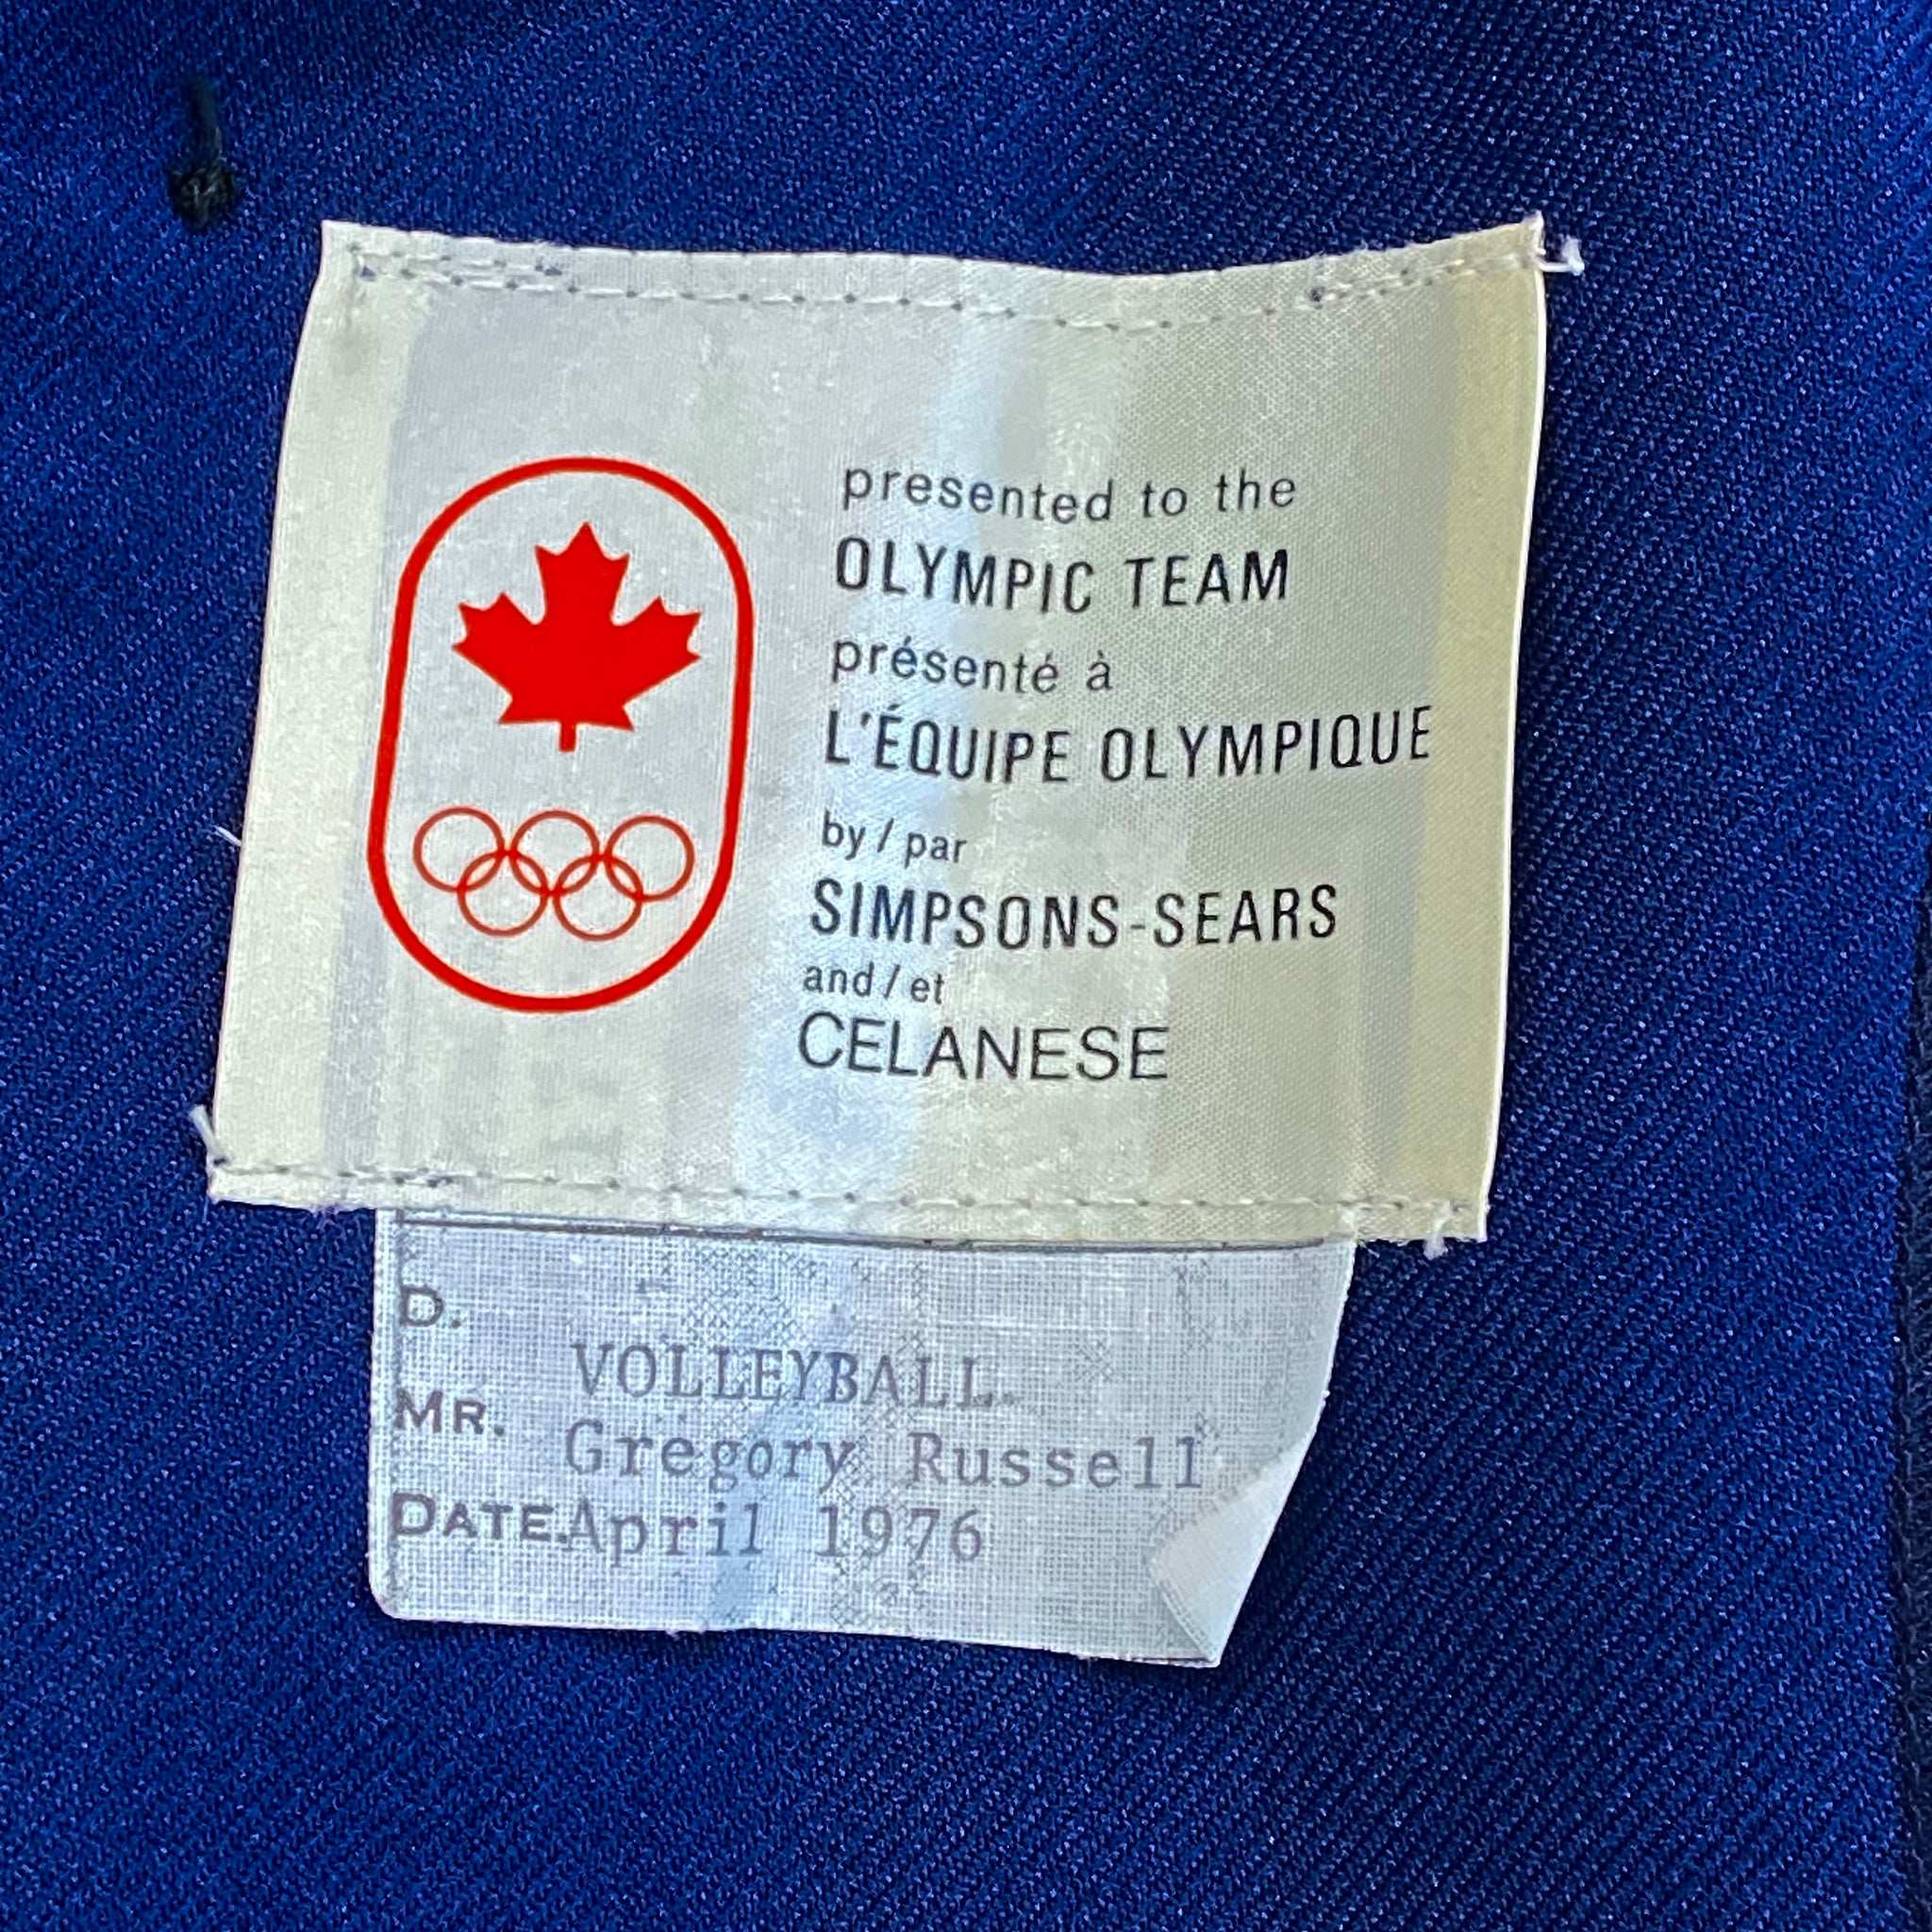 presented to the
OLYMPIC TEAM
présenté à
L'ÉQUIPE OLYMPIQUE
by / par
SIMPSONS-SEARS
and / et
CELANESE
D.
VOLLEYBALL
MR. Gregory Russell
DATE April 1976